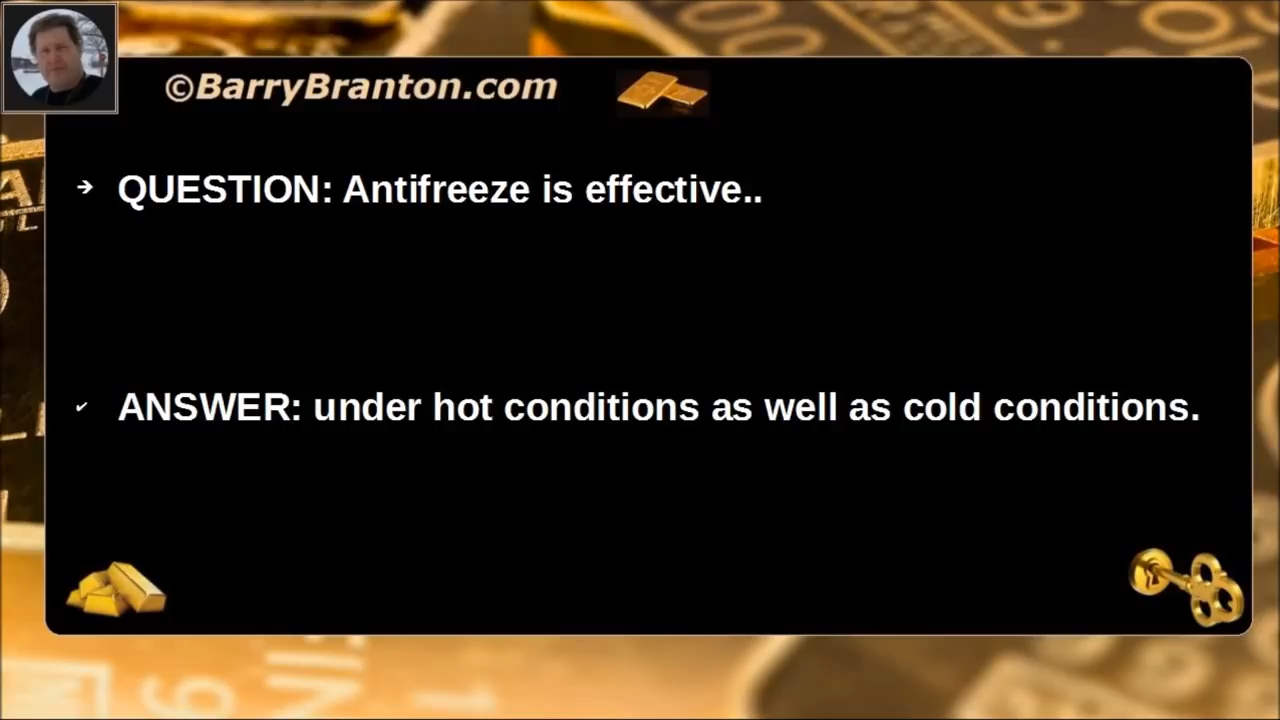 ©BarryBranton.com
➔ QUESTION: Antifreeze is effective..
✔ ANSWER: under hot conditions as well as cold conditions.